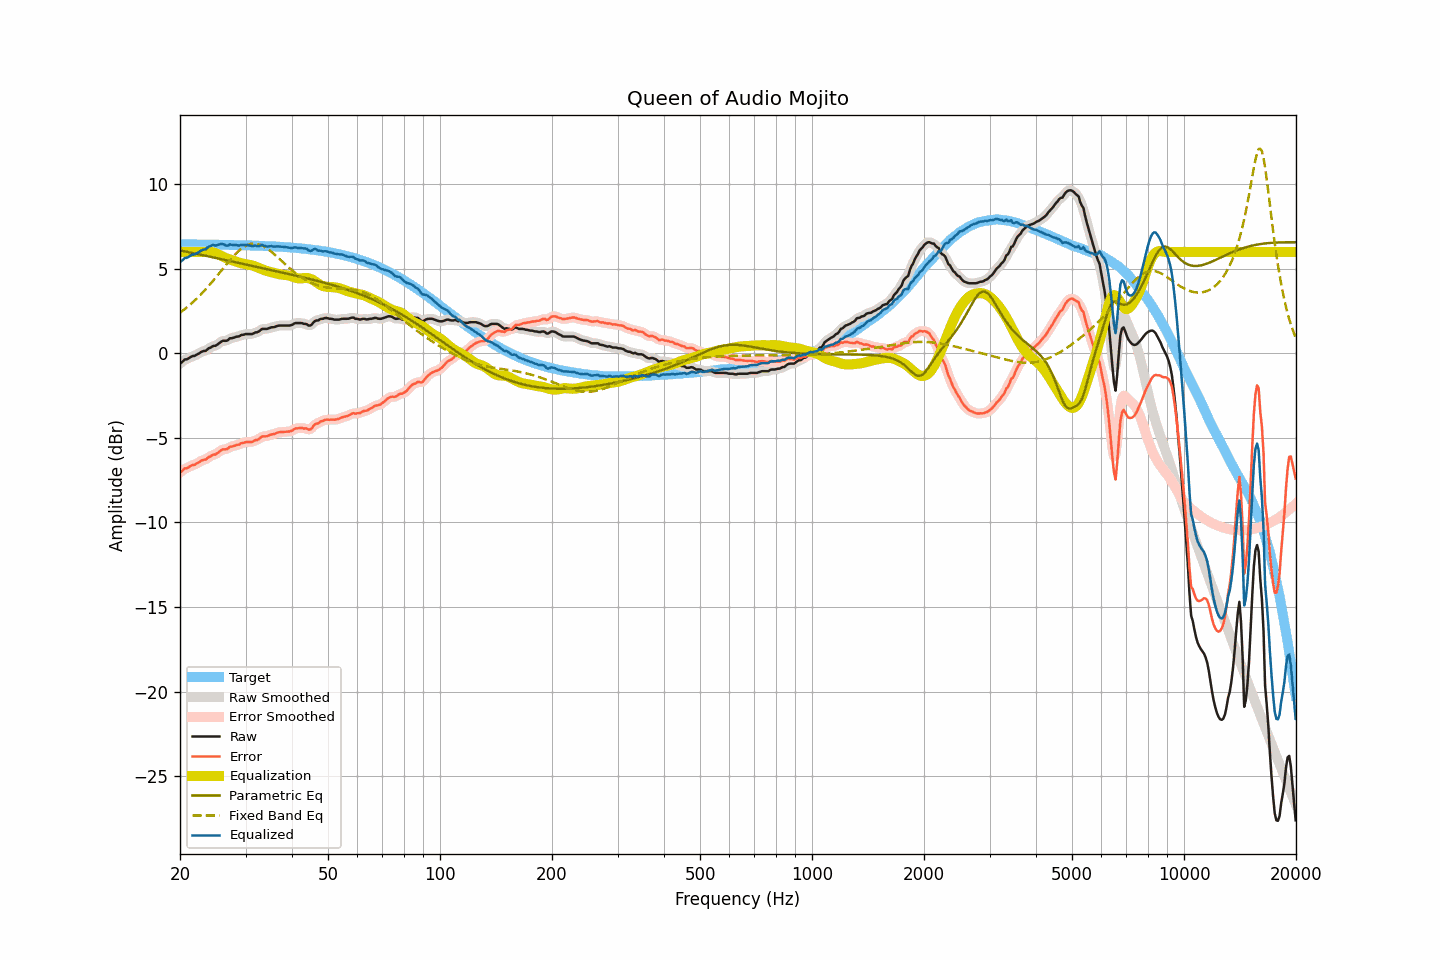 Queen of Audio Mojito
10
5
0
−5
−10
−15
−20
−25
Amplitude (dBr)
Target
Raw Smoothed
Error Smoothed
Raw
Error
Equalization
Parametric Eq
Fixed Band Eq
Equalized
20 50 100 200 500 1000 2000 5000 10000 20000
Frequency (Hz)